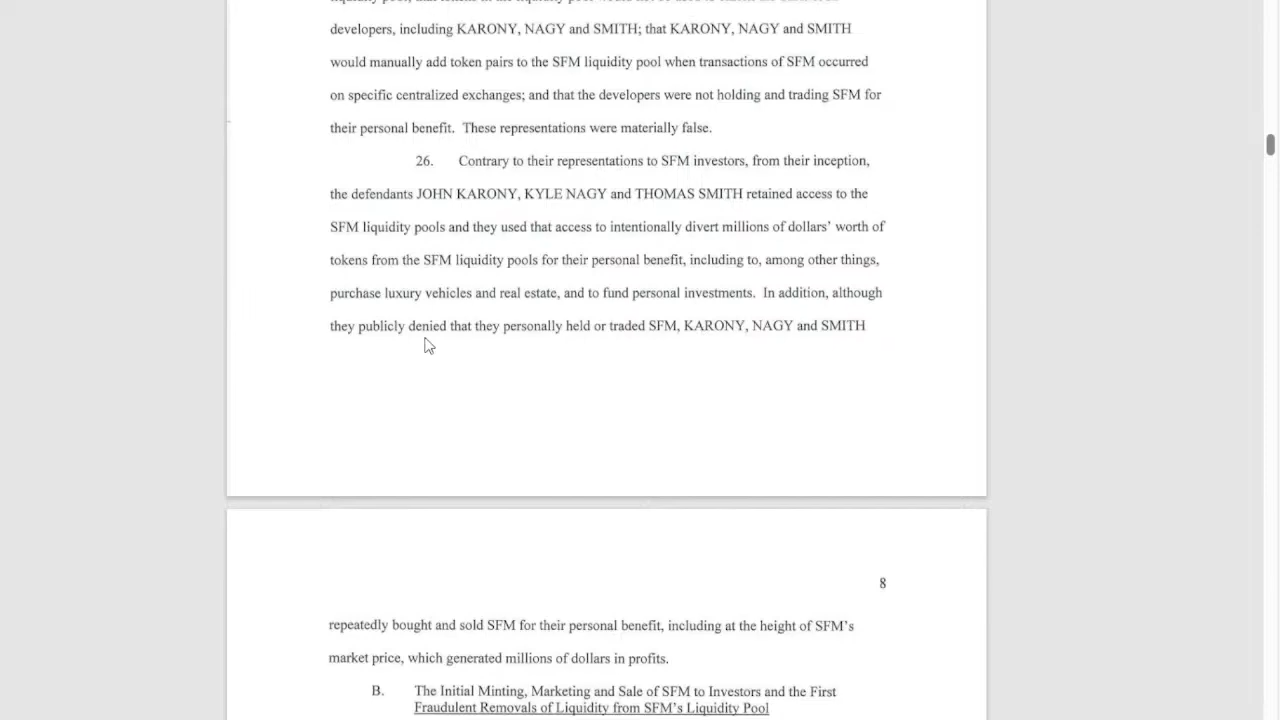 developers, including KARONY, NAGY and SMITH; that KARONY, NAGY and SMITH
would manually add token pairs to the SFM liquidity pool when transactions of SFM occurred
on specific centralized exchanges; and that the developers were not holding and trading SFM for
their personal benefit.  These representations were materially false.
26. Contrary to their representations to SFM investors, from their inception,
the defendants JOHN KARONY, KYLE NAGY and THOMAS SMITH retained access to the
SFM liquidity pools and they used that access to intentionally divert millions of dollars' worth of
tokens from the SFM liquidity pools for their personal benefit, including to, among other things,
purchase luxury vehicles and real estate, and to fund personal investments.  In addition, although
they publicly denied that they personally held or traded SFM, KARONY, NAGY and SMITH
8
repeatedly bought and sold SFM for their personal benefit, including at the height of SFM's
market price, which generated millions of dollars in profits.
B. The Initial Minting, Marketing and Sale of SFM to Investors and the First
Fraudulent Removals of Liquidity from SFM's Liquidity Pool